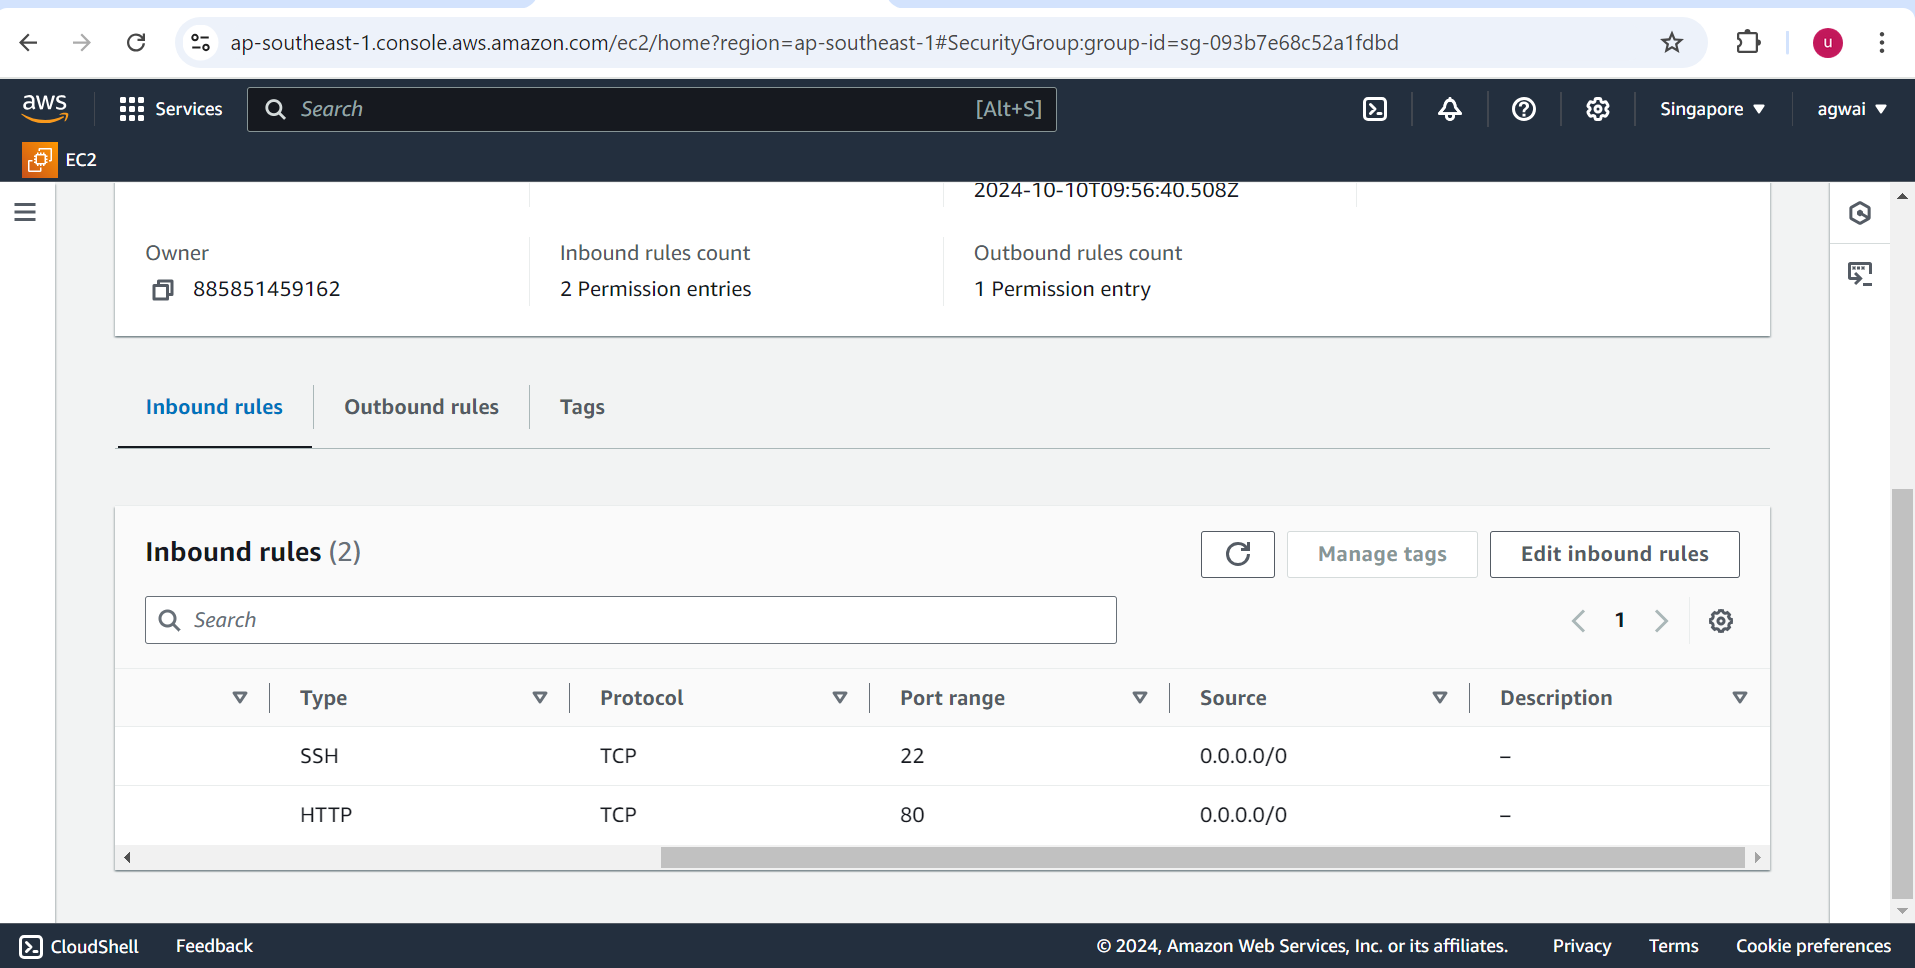 ap-southeast-1.console.aws.amazon.com/ec2/home?region=ap-southeast-1#SecurityGroup:group-id=sg-093b7e68c52a1fdbd
u
aws
Services
Search
[Alt+S]
Singapore
agwai
EC2
2024-10-10T09:56:40.508Z
Owner
885851459162
Inbound rules count
2 Permission entries
Outbound rules count
1 Permission entry
Inbound rules
Outbound rules
Tags
Inbound rules (2)
Manage tags
Edit inbound rules
Search
1
Type Protocol Port range Source Description
SSH TCP 22 0.0.0.0/0 –
HTTP TCP 80 0.0.0.0/0 –
CloudShell
Feedback
© 2024, Amazon Web Services, Inc. or its affiliates.
Privacy
Terms
Cookie preferences